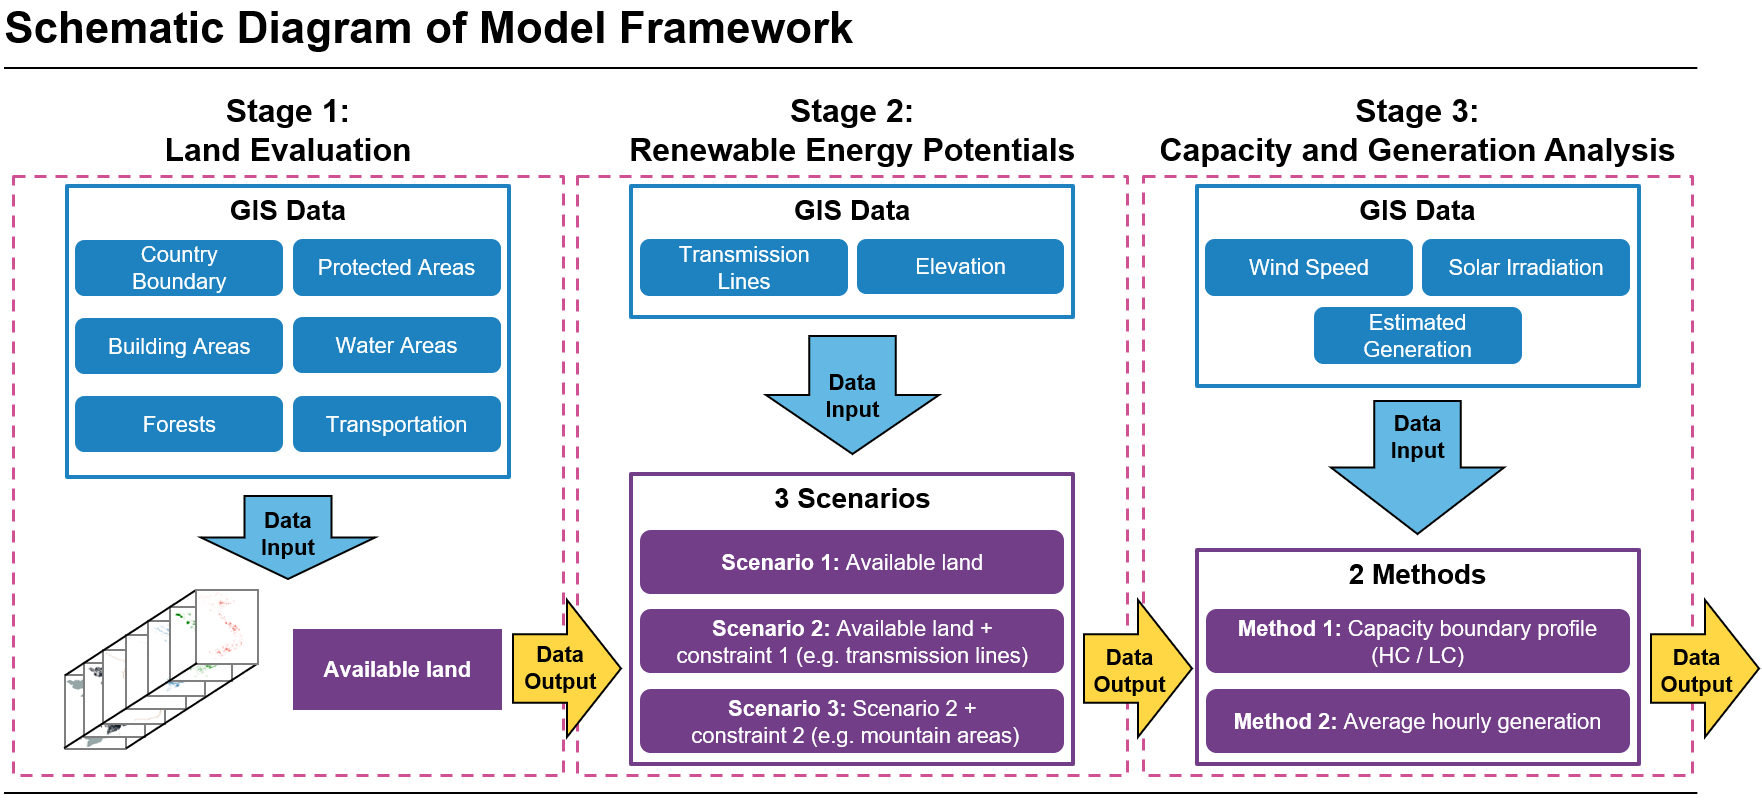 Schematic Diagram of Model Framework
Stage 1:
Land Evaluation
GIS Data
Country
Boundary
Protected Areas
Building Areas
Water Areas
Forests
Transportation
Data
Input
Available land
Data
Output
Stage 2:
Renewable Energy Potentials
GIS Data
Transmission
Lines
Elevation
Data
Input
3 Scenarios
Scenario 1: Available land
Scenario 2: Available land +
constraint 1 (e.g. transmission lines)
Scenario 3: Scenario 2 +
constraint 2 (e.g. mountain areas)
Data
Output
Stage 3:
Capacity and Generation Analysis
GIS Data
Wind Speed
Solar Irradiation
Estimated
Generation
Data
Input
2 Methods
Method 1: Capacity boundary profile
(HC / LC)
Method 2: Average hourly generation
Data
Output